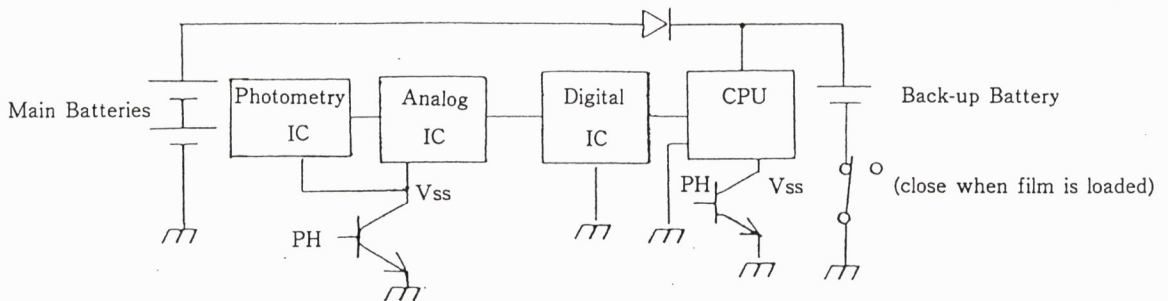 Main Batteries
Photometry
IC
Analog
IC
Digital
IC
CPU
Back-up Battery
Vss
PH
PH
Vss
(close when film is loaded)